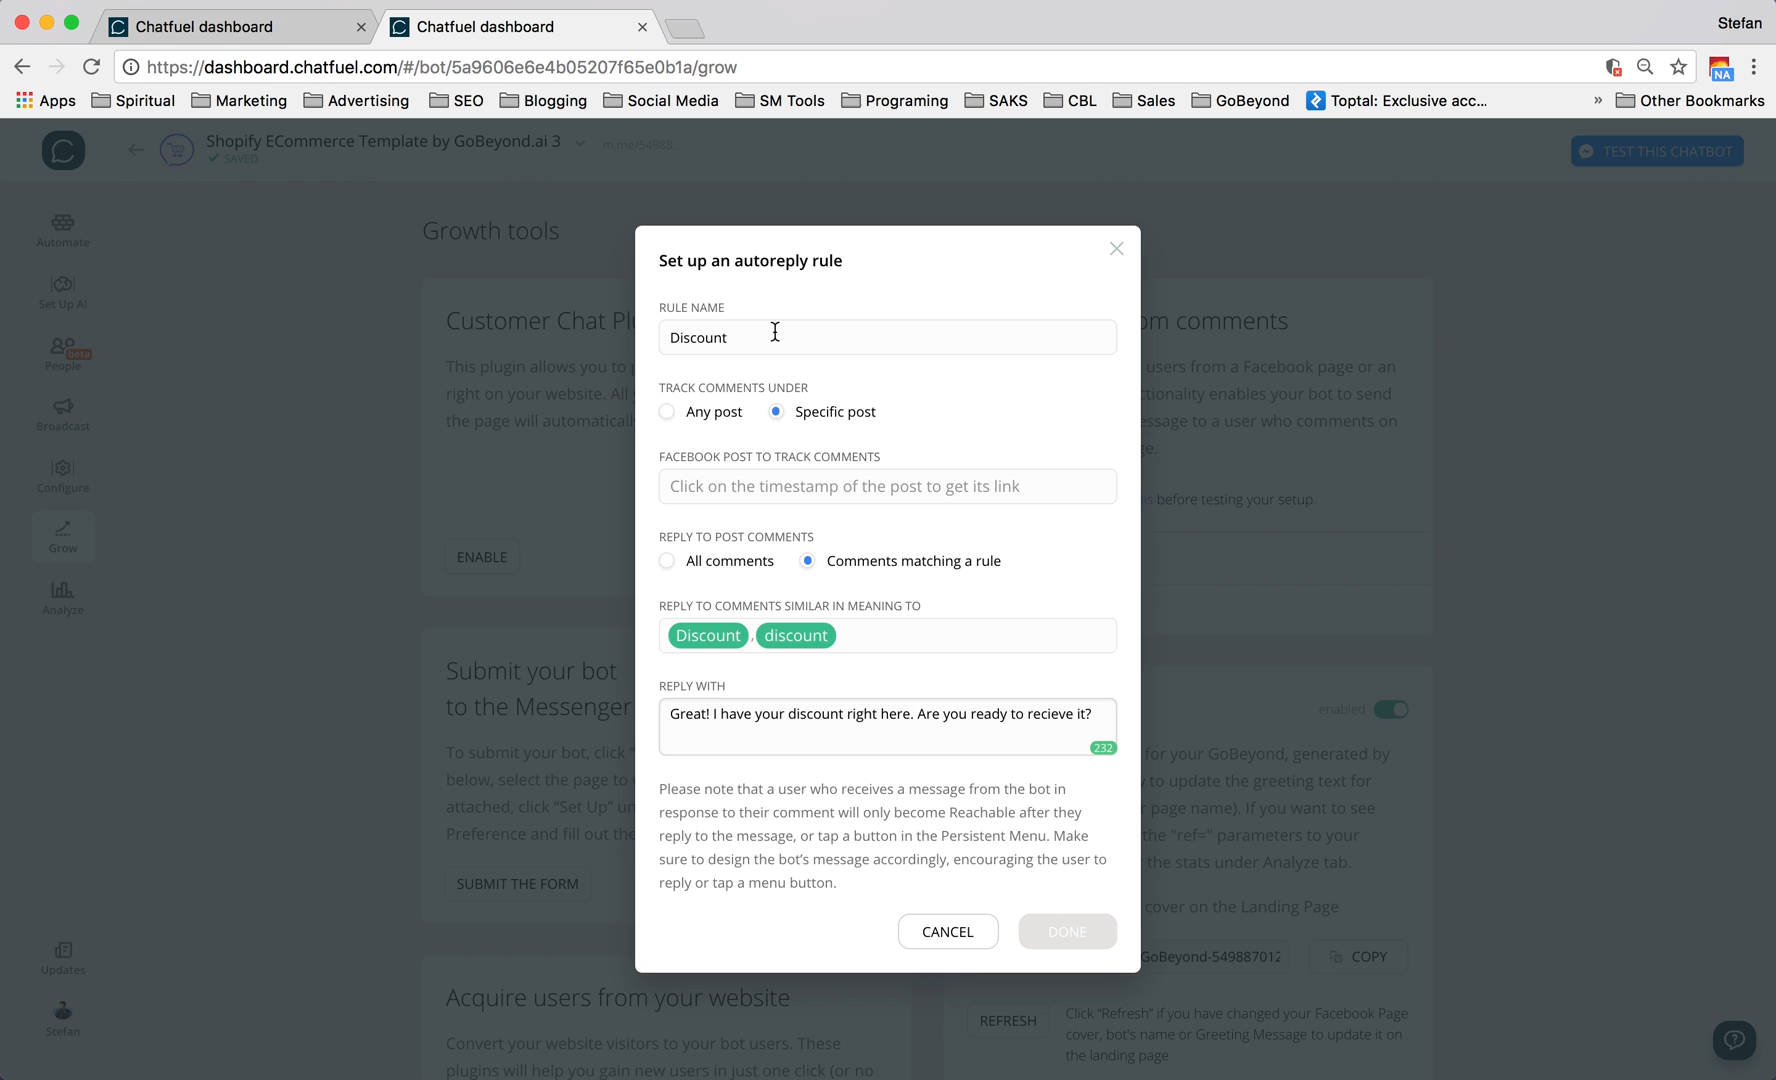 Chatfuel dashboard
Chatfuel dashboard
Stefan
https://dashboard.chatfuel.com/#/bot/5a9606e6e4b05207f65e0b1a/grow
NA
Apps
Spiritual
Marketing
Advertising
SEO
Blogging
Social Media
SM Tools
Programing
SAKS
CBL
Sales
GoBeyond
Toptal: Exclusive acc...
»
Other Bookmarks
Shopify ECommerce Template by GoBeyond.ai 3
m.me/54988...
SAVED
TEST THIS CHATBOT
Automate
Set Up AI
beta
People
Broadcast
Configure
Grow
Analyze
Updates
Stefan
Growth tools
Customer Chat Plu
This plugin allows you to p
right on your website. All
the page will automaticall
ENABLE
Submit your bot
to the Messenger
To submit your bot, click "
below, select the page to
attached, click "Set Up" un
Preference and fill out the
SUBMIT THE FORM
Acquire users from your website
Convert your website visitors to your bot users. These
plugins will help you gain new users in just one click (or no
Set up an autoreply rule
RULE NAME
Discount
TRACK COMMENTS UNDER
Any post
Specific post
FACEBOOK POST TO TRACK COMMENTS
Click on the timestamp of the post to get its link
REPLY TO POST COMMENTS
All comments
Comments matching a rule
REPLY TO COMMENTS SIMILAR IN MEANING TO
Discount , discount
REPLY WITH
Great! I have your discount right here. Are you ready to recieve it?
232
Please note that a user who receives a message from the bot in
response to their comment will only become Reachable after they
reply to the message, or tap a button in the Persistent Menu. Make
sure to design the bot's message accordingly, encouraging the user to
reply or tap a menu button.
CANCEL
DONE
om comments
users from a Facebook page or an
ctionality enables your bot to send
essage to a user who comments on
ge.
s before testing your setup.
enabled
for your GoBeyond, generated by
y to update the greeting text for
r page name). If you want to see
the "ref=" parameters to your
the stats under Analyze tab.
cover on the Landing Page
GoBeyond-549887012
COPY
REFRESH
Click "Refresh" if you have changed your Facebook Page
cover, bot's name or Greeting Message to update it on
the landing page